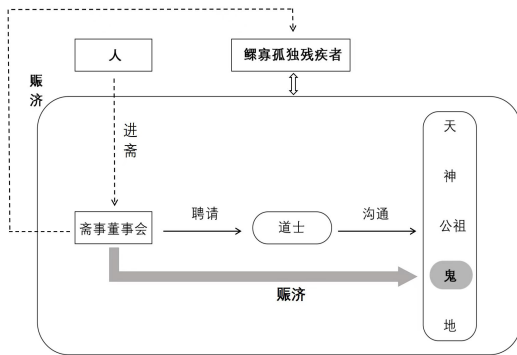 人
鳏寡孤独残疾者
赈济
进斋
天
神
公祖
鬼
地
斋事董事会
聘请
道士
沟通
赈济